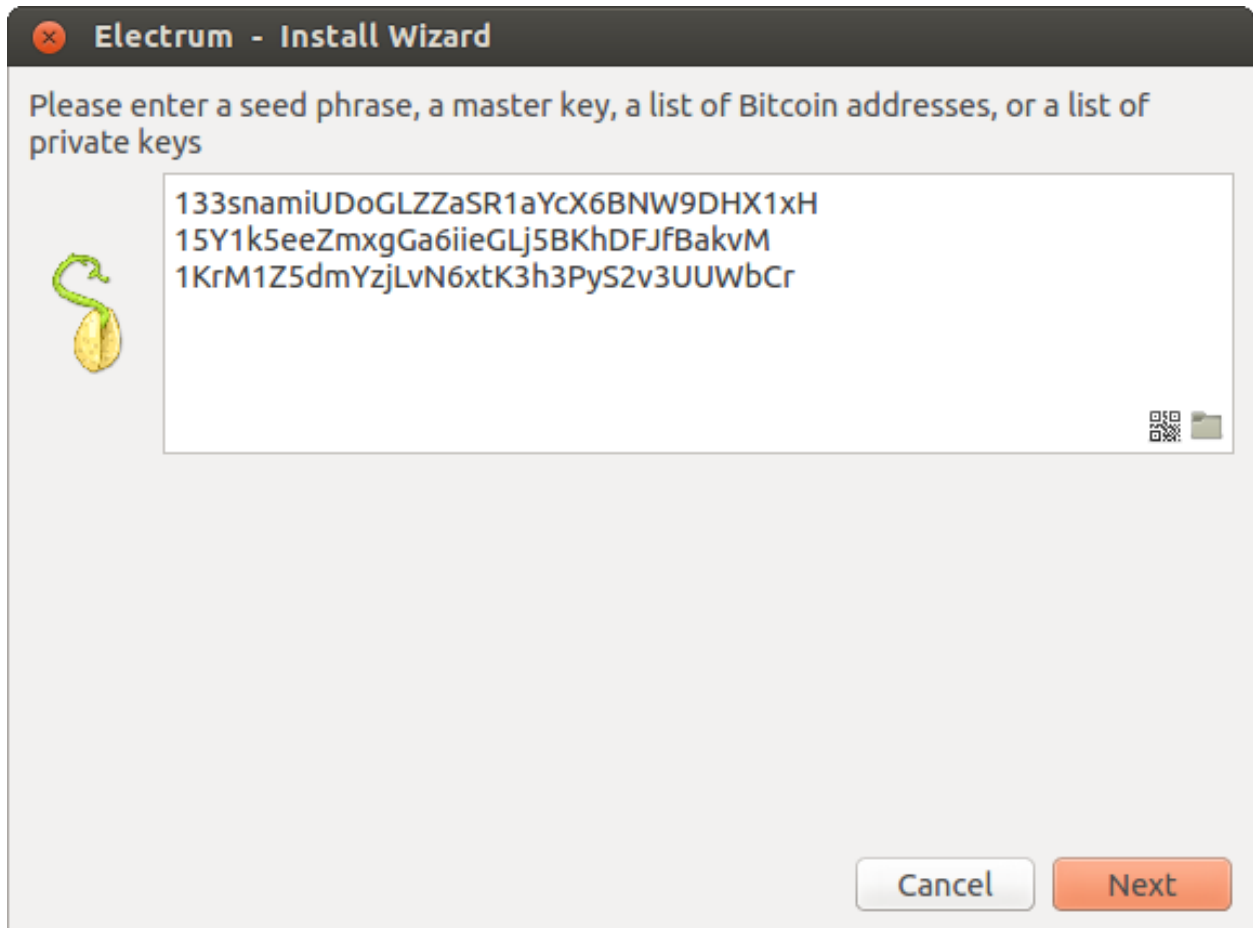 Electrum - Install Wizard
Please enter a seed phrase, a master key, a list of Bitcoin addresses, or a list of
private keys
133snamiUDoGLZZaSR1aYcX6BNW9DHX1xH
15Y1k5eeZmxgGa6iieGLj5BKhDFJfBakvM
1KrM1Z5dmYzjLvN6xtK3h3PyS2v3UUWbCr
Cancel
Next